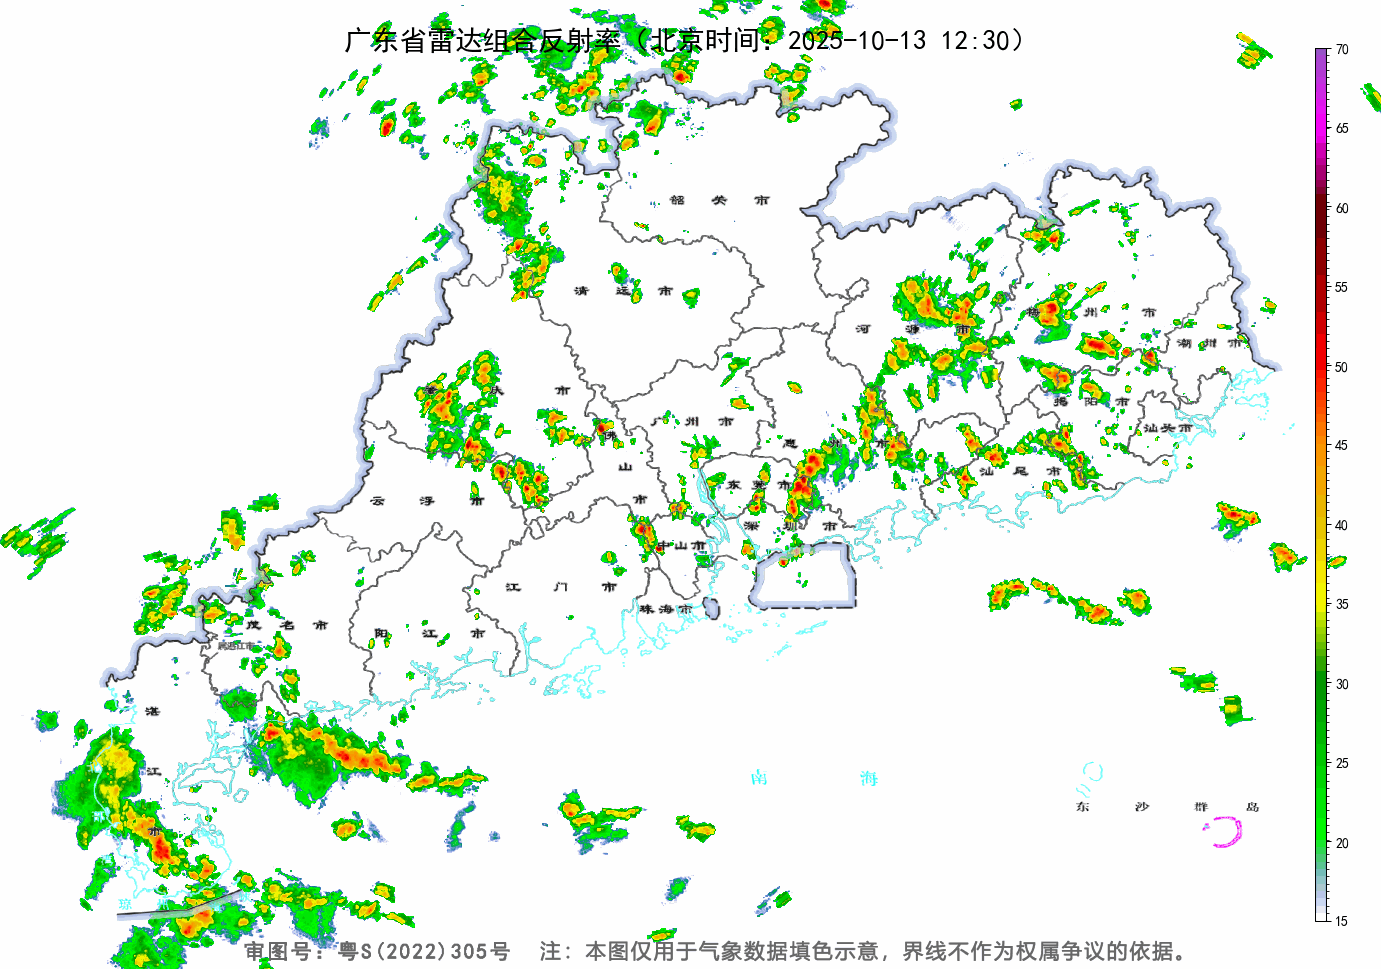 广东省雷达组合反射率（北京时间：2025-10-13 12:30）
70
65
60
55
50
45
40
35
30
25
20
15
韶 关 市
清 远 市
河 源 市
梅 州 市
潮 州 市
庆 市
揭 阳 市
汕头市
广 州 市
佛
山
市
惠 州 市
汕 尾 市
东 莞 市
云 浮 市
深 圳 市
中山市
江 门 市
珠海市
茂 名 市
阳 江 市
属湛江市
湛
江
市
南 海
东 沙 群 岛
琼 州
审图号：粤S(2022)305号 注：本图仅用于气象数据填色示意，界线不作为权属争议的依据。